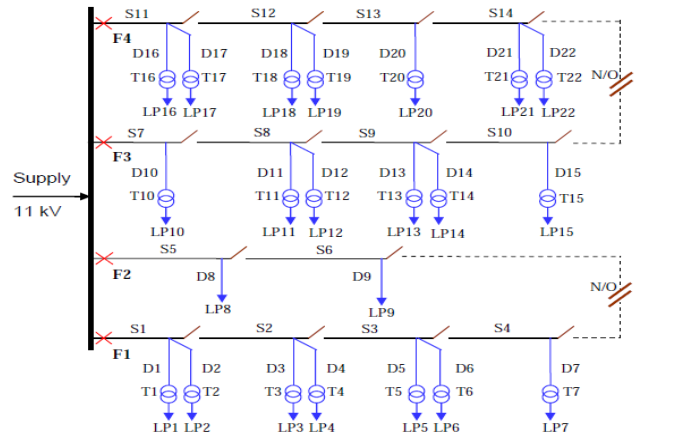 S11 S12 S13 S14
F4
D16 D17 D18 D19 D20 D21 D22
T16 T17 T18 T19 T20 T21 T22 N/O
LP16 LP17 LP18 LP19 LP20 LP21 LP22
S7 S8 S9 S10
F3
D10 D11 D12 D13 D14 D15
Supply
T10 T11 T12 T13 T14 T15
11 kV
LP10 LP11 LP12 LP13 LP14 LP15
S5 S6
F2 D8 D9
N/O
LP8 LP9
S1 S2 S3 S4
F1
D1 D2 D3 D4 D5 D6 D7
T1 T2 T3 T4 T5 T6 T7
LP1 LP2 LP3 LP4 LP5 LP6 LP7